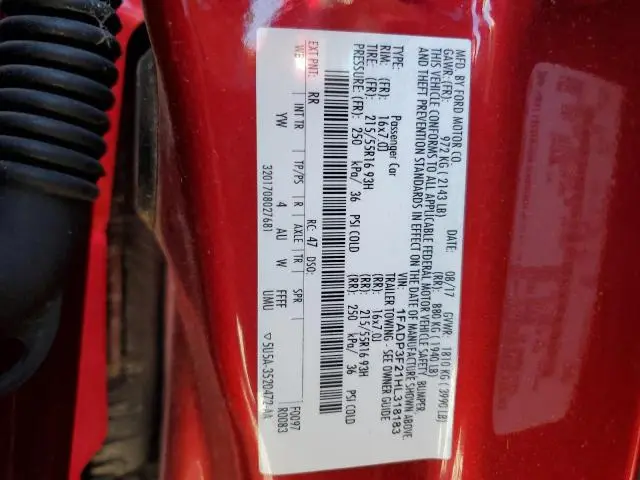 MFD. BY FORD MOTOR CO.
DATE: 08/17 GVWR: 1810 KG (3990 LB)
GAWR: (FR): 972 KG (2143 LB) (RR): 880 KG (1940 LB)
THIS VEHICLE CONFORMS TO ALL APPLICABLE FEDERAL MOTOR VEHICLE SAFETY, BUMPER,
AND THEFT PREVENTION STANDARDS IN EFFECT ON THE DATE OF MANUFACTURE SHOWN ABOVE.
VIN: 1FADP3F21HL318183
TYPE: Passenger Car TRAILER TOWING - SEE OWNER GUIDE
RIM: (FR): 16x7.0J (RR): 16x7.0J
TIRE: (FR): 215/55R16 93H (RR): 215/55R16 93H
PRESSURE: (FR): 250 kPa/ 36 PSI COLD (RR): 250 kPa/ 36 PSI COLD
EXT PNT: RR RC: 47 DSO: F0097
R0083
INT TR TP/PS R AXLE TR SPR
YW 4 AU W FFFF UMU
3201708027681 ▽5U5A-3520472-AA